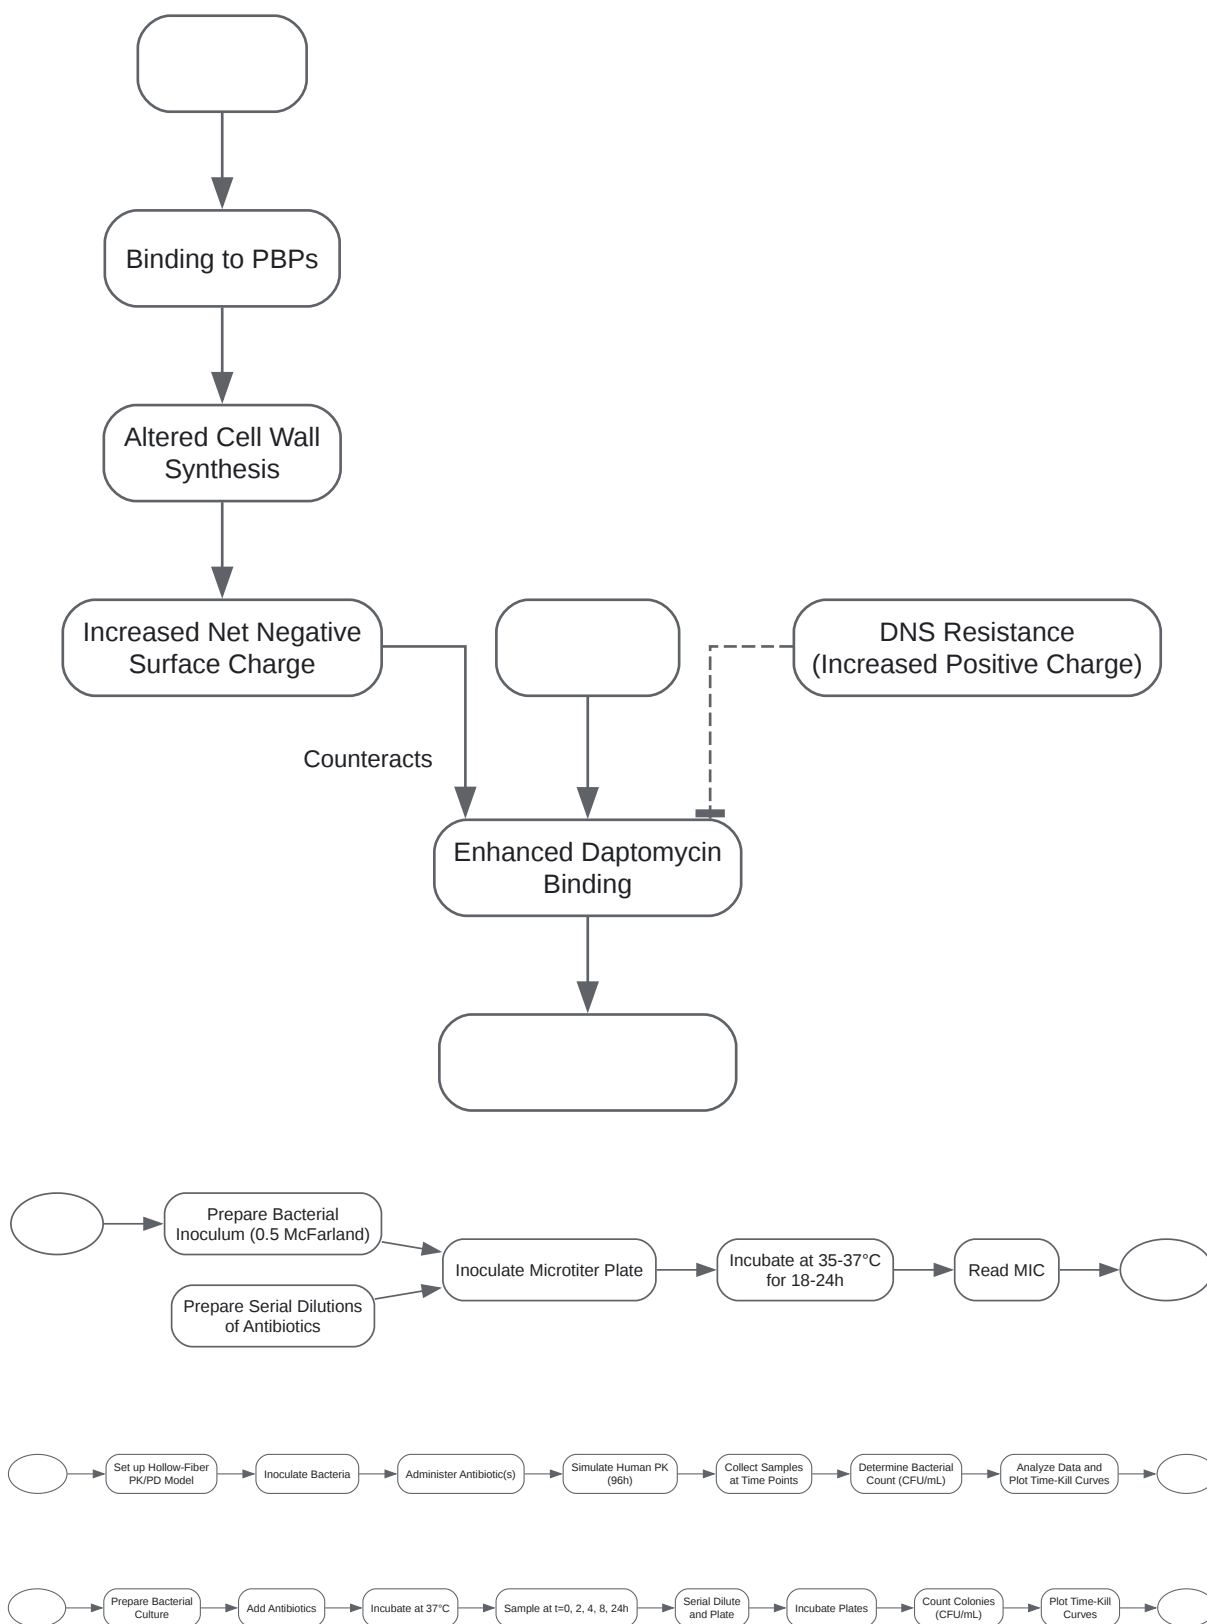 Binding to PBPs
Altered Cell Wall
Synthesis
Increased Net Negative
Surface Charge
DNS Resistance
(Increased Positive Charge)
Counteracts
Enhanced Daptomycin
Binding
Prepare Bacterial
Inoculum (0.5 McFarland)
Prepare Serial Dilutions
of Antibiotics
Inoculate Microtiter Plate
Incubate at 35-37°C
for 18-24h
Read MIC
Set up Hollow-Fiber
PK/PD Model
Inoculate Bacteria
Administer Antibiotic(s)
Simulate Human PK
(96h)
Collect Samples
at Time Points
Determine Bacterial
Count (CFU/mL)
Analyze Data and
Plot Time-Kill Curves
Prepare Bacterial
Culture
Add Antibiotics
Incubate at 37°C
Sample at t=0, 2, 4, 8, 24h
Serial Dilute
and Plate
Incubate Plates
Count Colonies
(CFU/mL)
Plot Time-Kill
Curves